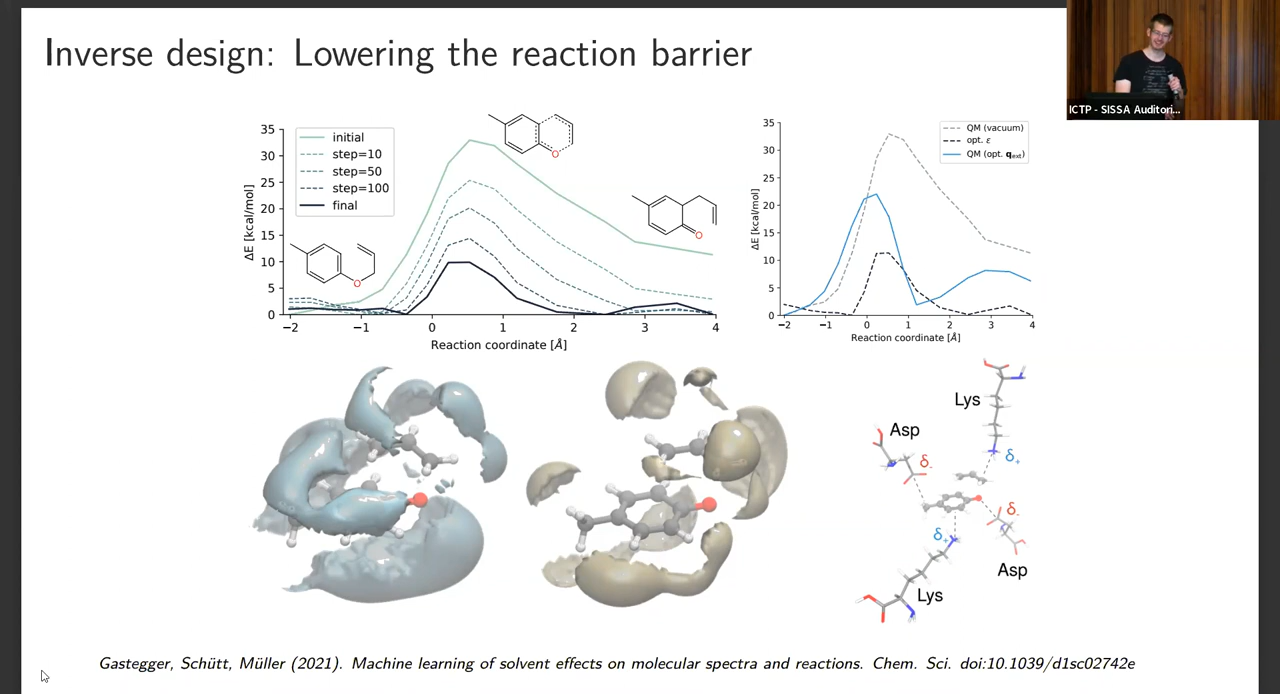 Inverse design: Lowering the reaction barrier
ICTP - SISSA Auditori...
35
30
25
20
15
10
5
0
ΔE [kcal/mol]
initial
step=10
step=50
step=100
final
O
O
O
−2
−1
0
1
2
3
4
Reaction coordinate [Å]
35
30
25
20
15
10
5
0
ΔE [kcal/mol]
QM (vacuum)
opt. ε
QM (opt. qext)
−2
−1
0
1
2
3
4
Reaction coordinate [Å]
Lys
δ+
Asp
δ-
δ-
δ+
Asp
Lys
Gastegger, Schütt, Müller (2021). Machine learning of solvent effects on molecular spectra and reactions. Chem. Sci. doi:10.1039/d1sc02742e